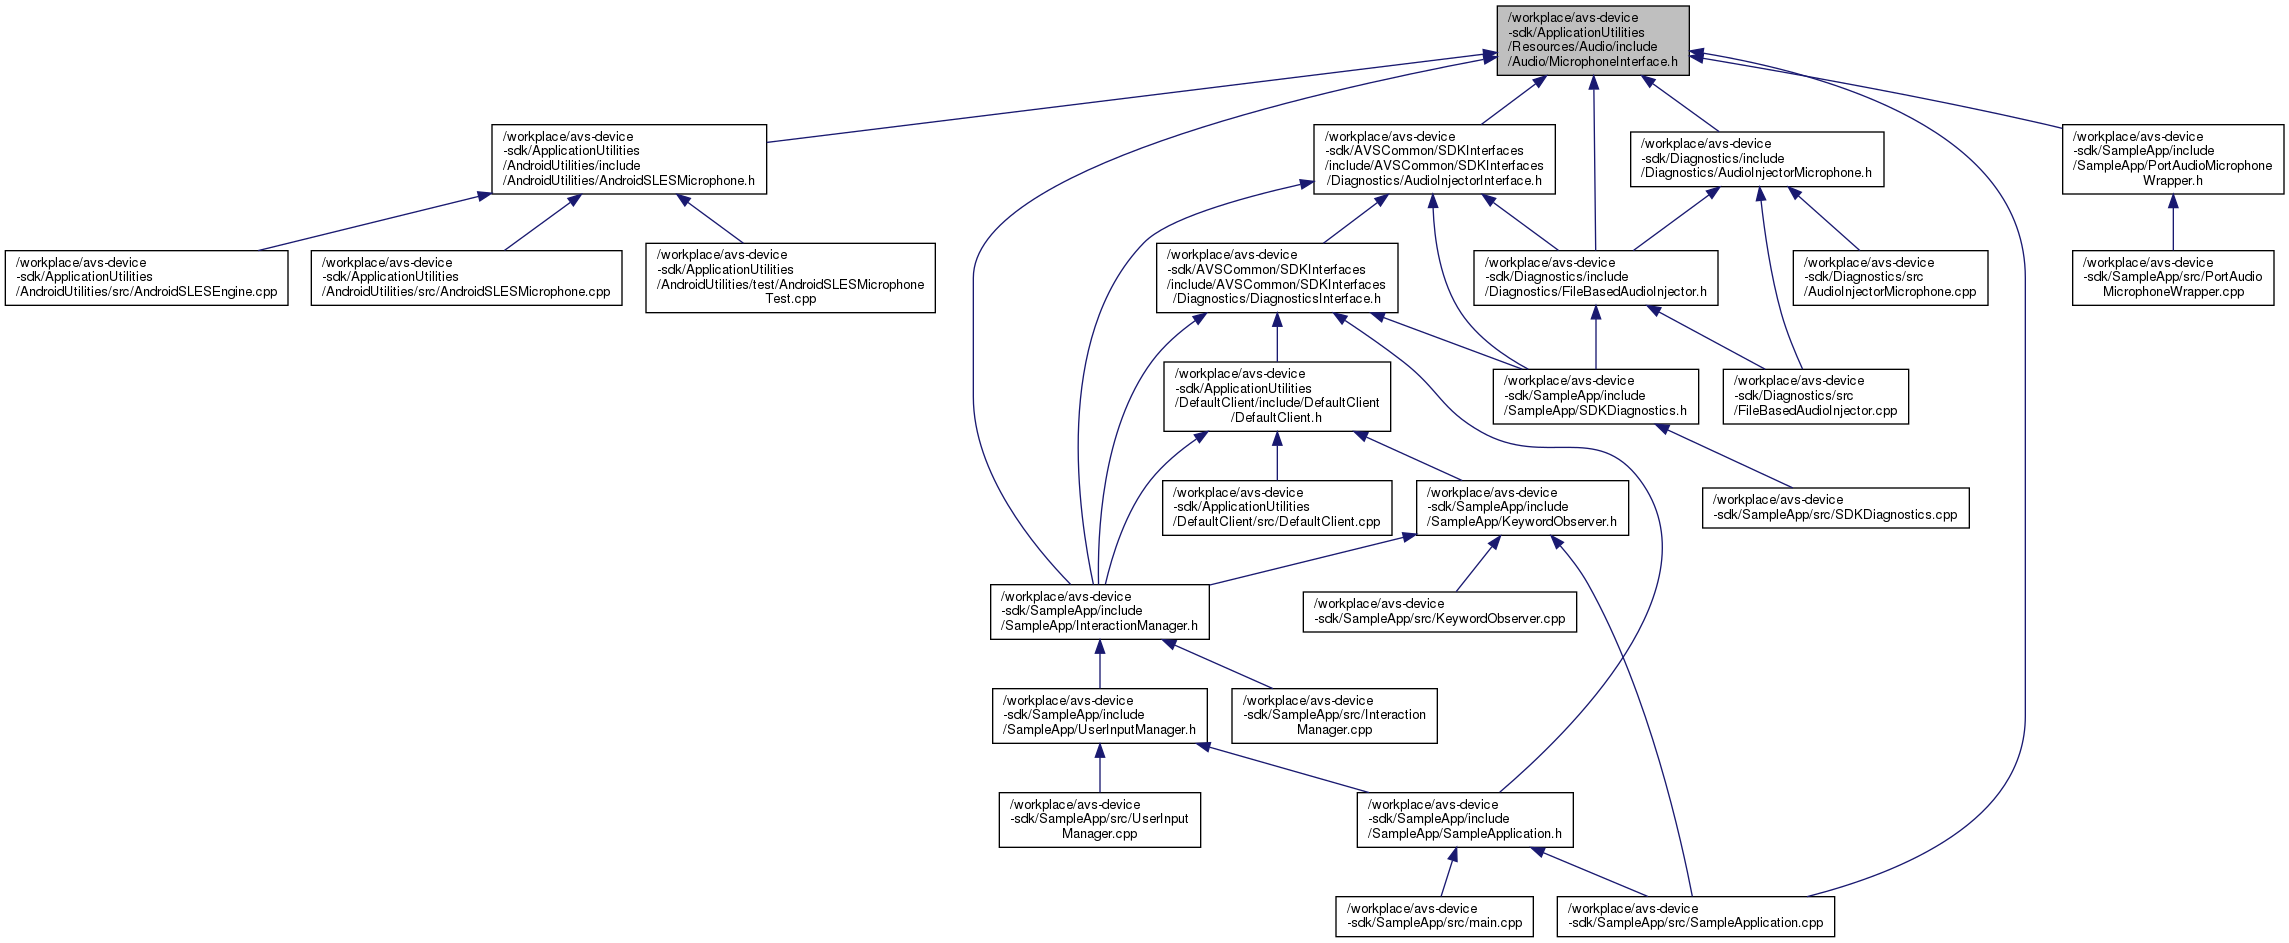 /workplace/avs-device
-sdk/ApplicationUtilities
/Resources/Audio/include
/Audio/MicrophoneInterface.h
/workplace/avs-device
-sdk/ApplicationUtilities
/AndroidUtilities/include
/AndroidUtilities/AndroidSLESMicrophone.h
/workplace/avs-device
-sdk/AVSCommon/SDKInterfaces
/include/AVSCommon/SDKInterfaces
/Diagnostics/AudioInjectorInterface.h
/workplace/avs-device
-sdk/Diagnostics/include
/Diagnostics/AudioInjectorMicrophone.h
/workplace/avs-device
-sdk/SampleApp/include
/SampleApp/PortAudioMicrophone
Wrapper.h
/workplace/avs-device
-sdk/ApplicationUtilities
/AndroidUtilities/src/AndroidSLESEngine.cpp
/workplace/avs-device
-sdk/ApplicationUtilities
/AndroidUtilities/src/AndroidSLESMicrophone.cpp
/workplace/avs-device
-sdk/ApplicationUtilities
/AndroidUtilities/test/AndroidSLESMicrophone
Test.cpp
/workplace/avs-device
-sdk/AVSCommon/SDKInterfaces
/include/AVSCommon/SDKInterfaces
/Diagnostics/DiagnosticsInterface.h
/workplace/avs-device
-sdk/Diagnostics/include
/Diagnostics/FileBasedAudioInjector.h
/workplace/avs-device
-sdk/Diagnostics/src
/AudioInjectorMicrophone.cpp
/workplace/avs-device
-sdk/SampleApp/src/PortAudio
MicrophoneWrapper.cpp
/workplace/avs-device
-sdk/ApplicationUtilities
/DefaultClient/include/DefaultClient
/DefaultClient.h
/workplace/avs-device
-sdk/SampleApp/include
/SampleApp/SDKDiagnostics.h
/workplace/avs-device
-sdk/Diagnostics/src
/FileBasedAudioInjector.cpp
/workplace/avs-device
-sdk/ApplicationUtilities
/DefaultClient/src/DefaultClient.cpp
/workplace/avs-device
-sdk/SampleApp/include
/SampleApp/KeywordObserver.h
/workplace/avs-device
-sdk/SampleApp/src/SDKDiagnostics.cpp
/workplace/avs-device
-sdk/SampleApp/include
/SampleApp/InteractionManager.h
/workplace/avs-device
-sdk/SampleApp/src/KeywordObserver.cpp
/workplace/avs-device
-sdk/SampleApp/include
/SampleApp/UserInputManager.h
/workplace/avs-device
-sdk/SampleApp/src/Interaction
Manager.cpp
/workplace/avs-device
-sdk/SampleApp/src/UserInput
Manager.cpp
/workplace/avs-device
-sdk/SampleApp/include
/SampleApp/SampleApplication.h
/workplace/avs-device
-sdk/SampleApp/src/main.cpp
/workplace/avs-device
-sdk/SampleApp/src/SampleApplication.cpp